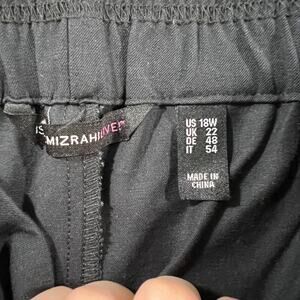 MIZRAHI
US 18W
UK 22
DE 48
IT 54
MADE IN
CHINA